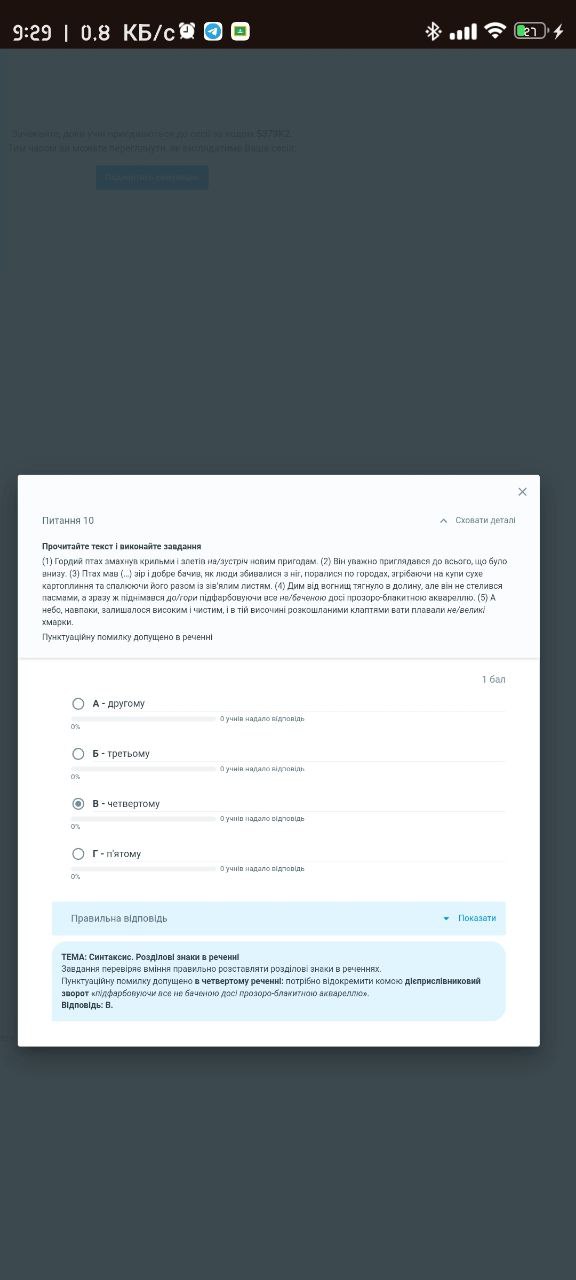 9:29 | 0.8 КБ/с
27
Зачекайте, доки учні приєднаються до сесії за кодом 5379K2.
Тим часом ви можете переглянути, як виглядатиме Ваша сесія:
Питання 10
Сховати деталі
Прочитайте текст і виконайте завдання
(1) Гордий птах змахнув крильми і злетів на/зустріч новим пригодам. (2) Він уважно приглядався до всього, що було
внизу. (3) Птах мав (...) зір і добре бачив, як люди збивалися з ніг, поралися по городах, згрібаючи на купи сухе
картоплиння та спалюючи його разом із зів'ялим листям. (4) Дим від вогнищ тягнуло в долину, але він не стелився
пасмами, а зразу ж піднімався до/гори підфарбовуючи все не/баченою досі прозоро-блакитною аквареллю. (5) А
небо, навпаки, залишалося високим і чистим, і в тій височині розкошланими клаптями вати плавали не/великі
хмарки.
Пунктуаційну помилку допущено в реченні
1 бал
А - другому
0 учнів надало відповідь
0%
Б - третьому
0 учнів надало відповідь
0%
В - четвертому
0 учнів надало відповідь
0%
Г - п'ятому
0 учнів надало відповідь
0%
Правильна відповідь
Показати
ТЕМА: Синтаксис. Розділові знаки в реченні
Завдання перевіряє вміння правильно розставляти розділові знаки в реченнях.
Пунктуаційну помилку допущено в четвертому реченні: потрібно відокремити комою дієприслівниковий
зворот «підфарбовуючи все не баченою досі прозоро-блакитною аквареллю».
Відповідь: В.